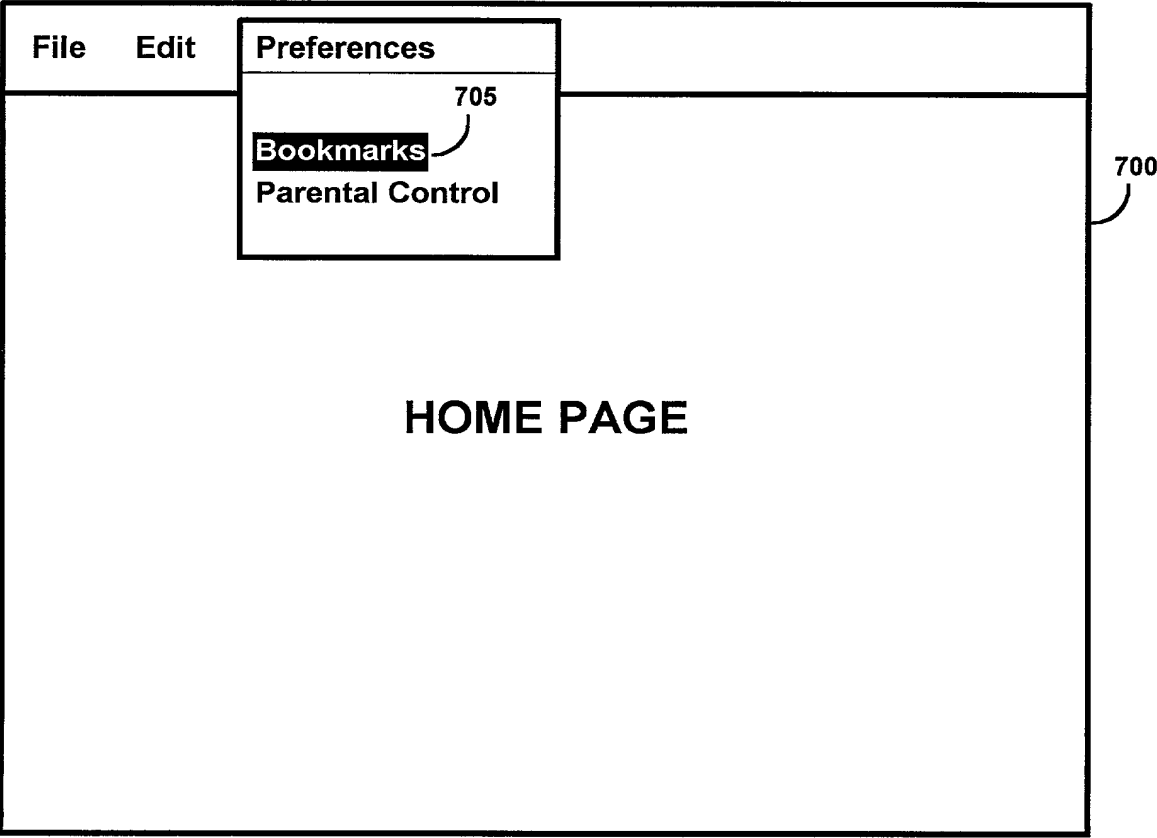 File Edit Preferences
705
Bookmarks
700
Parental Control
HOME PAGE